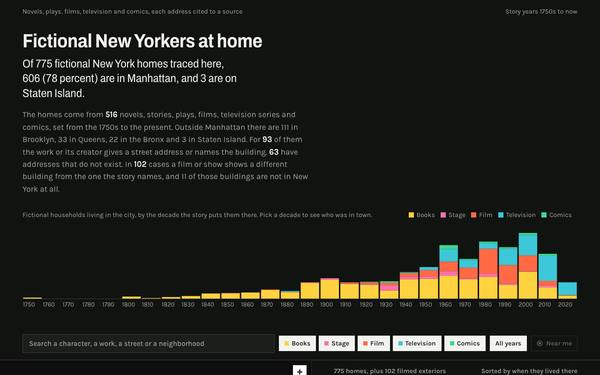 Novels, plays, films, television and comics, each address cited to a source
Story years 1750s to now
Fictional New Yorkers at home
Of 775 fictional New York homes traced here,
606 (78 percent) are in Manhattan, and 3 are on
Staten Island.
The homes come from 516 novels, stories, plays, films, television series and
comics, set from the 1750s to the present. Outside Manhattan there are 111 in
Brooklyn, 33 in Queens, 22 in the Bronx and 3 in Staten Island. For 93 of them
the work or its creator gives a street address or names the building. 63 have
addresses that do not exist. In 102 cases a film or show shows a different
building from the one the story names, and 11 of those buildings are not in New
York at all.
Fictional households living in the city, by the decade the story puts them there. Pick a decade to see who was in town.
Books Stage Film Television Comics
1750 1760 1770 1780 1790 1800 1810 1820 1830 1840 1850 1860 1870 1880 1890 1900 1910 1920 1930 1940 1950 1960 1970 1980 1990 2000 2010 2020
Search a character, a work, a street or a neighborhood
Books Stage Film Television Comics All years Near me
+
775 homes, plus 102 filmed exteriors
Sorted by when they lived there